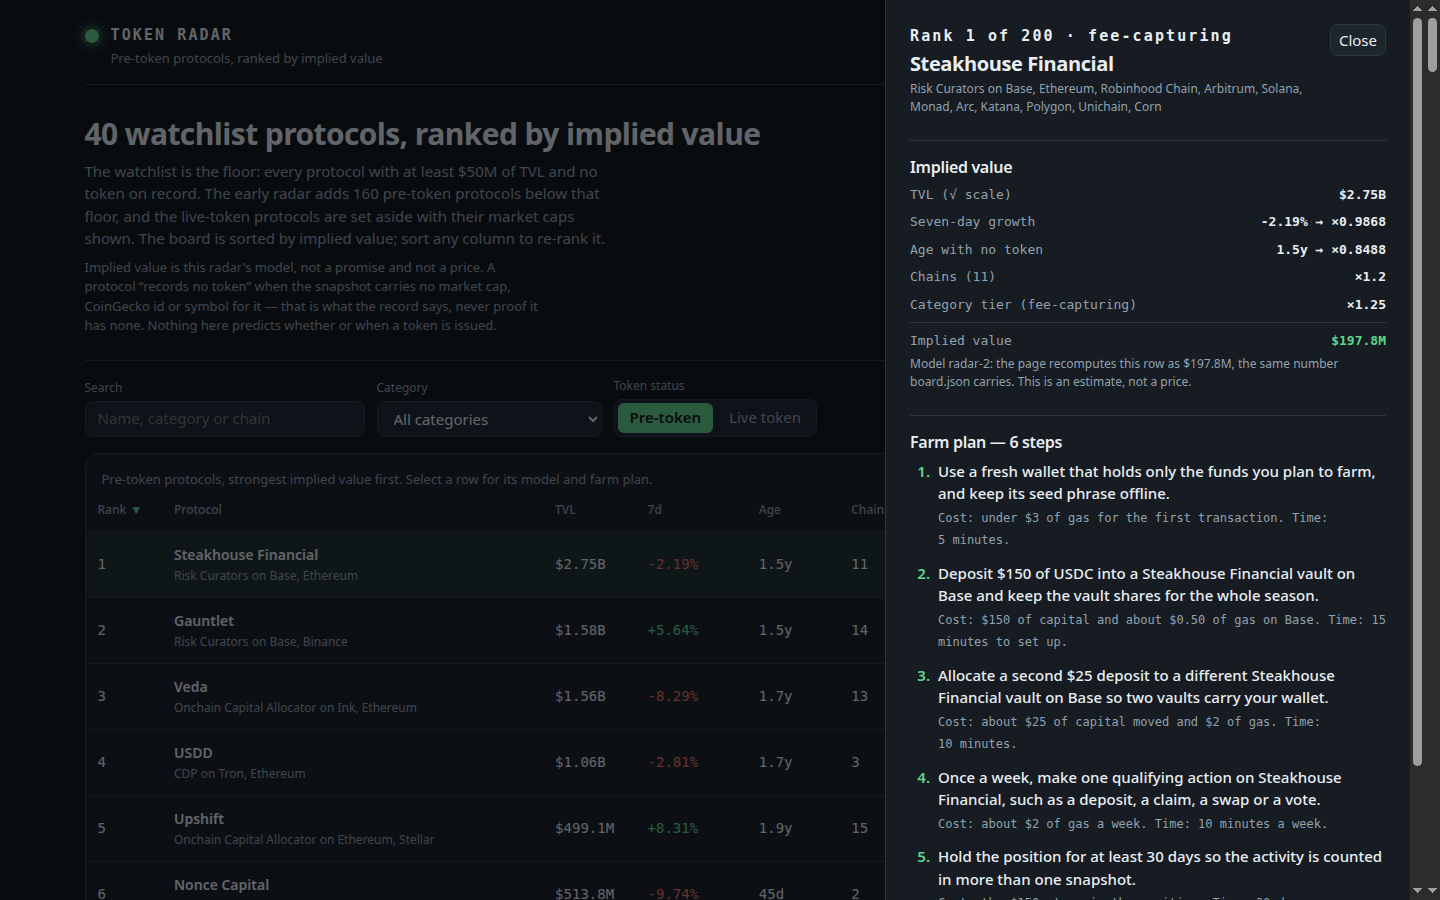 TOKEN RADAR
Pre-token protocols, ranked by implied value
40 watchlist protocols, ranked by implied value
The watchlist is the floor: every protocol with at least $50M of TVL and no
token on record. The early radar adds 160 pre-token protocols below that
floor, and the live-token protocols are set aside with their market caps
shown. The board is sorted by implied value; sort any column to re-rank it.
Implied value is this radar's model, not a promise and not a price. A
protocol “records no token” when the snapshot carries no market cap,
CoinGecko id or symbol for it — that is what the record says, never proof it
has none. Nothing here predicts whether or when a token is issued.
Search
Category
Token status
Name, category or chain
All categories
Pre-token
Live token
Pre-token protocols, strongest implied value first. Select a row for its model and farm plan.
Rank ▼ Protocol TVL 7d Age Chain
1 Steakhouse Financial $2.75B -2.19% 1.5y 11
Risk Curators on Base, Ethereum
2 Gauntlet $1.58B +5.64% 1.5y 14
Risk Curators on Base, Binance
3 Veda $1.56B -8.29% 1.7y 13
Onchain Capital Allocator on Ink, Ethereum
4 USDD $1.06B -2.81% 1.7y 3
CDP on Tron, Ethereum
5 Upshift $499.1M +8.31% 1.9y 15
Onchain Capital Allocator on Ethereum, Stellar
6 Nonce Capital $513.8M -9.74% 45d 2
Rank 1 of 200 · fee-capturing
Close
Steakhouse Financial
Risk Curators on Base, Ethereum, Robinhood Chain, Arbitrum, Solana,
Monad, Arc, Katana, Polygon, Unichain, Corn
Implied value
TVL (√ scale) $2.75B
Seven-day growth -2.19% → ×0.9868
Age with no token 1.5y → ×0.8488
Chains (11) ×1.2
Category tier (fee-capturing) ×1.25
Implied value $197.8M
Model radar-2: the page recomputes this row as $197.8M, the same number
board.json carries. This is an estimate, not a price.
Farm plan — 6 steps
1. Use a fresh wallet that holds only the funds you plan to farm,
and keep its seed phrase offline.
Cost: under $3 of gas for the first transaction. Time:
5 minutes.
2. Deposit $150 of USDC into a Steakhouse Financial vault on
Base and keep the vault shares for the whole season.
Cost: $150 of capital and about $0.50 of gas on Base. Time: 15
minutes to set up.
3. Allocate a second $25 deposit to a different Steakhouse
Financial vault on Base so two vaults carry your wallet.
Cost: about $25 of capital moved and $2 of gas. Time:
10 minutes.
4. Once a week, make one qualifying action on Steakhouse
Financial, such as a deposit, a claim, a swap or a vote.
Cost: about $2 of gas a week. Time: 10 minutes a week.
5. Hold the position for at least 30 days so the activity is counted
in more than one snapshot.